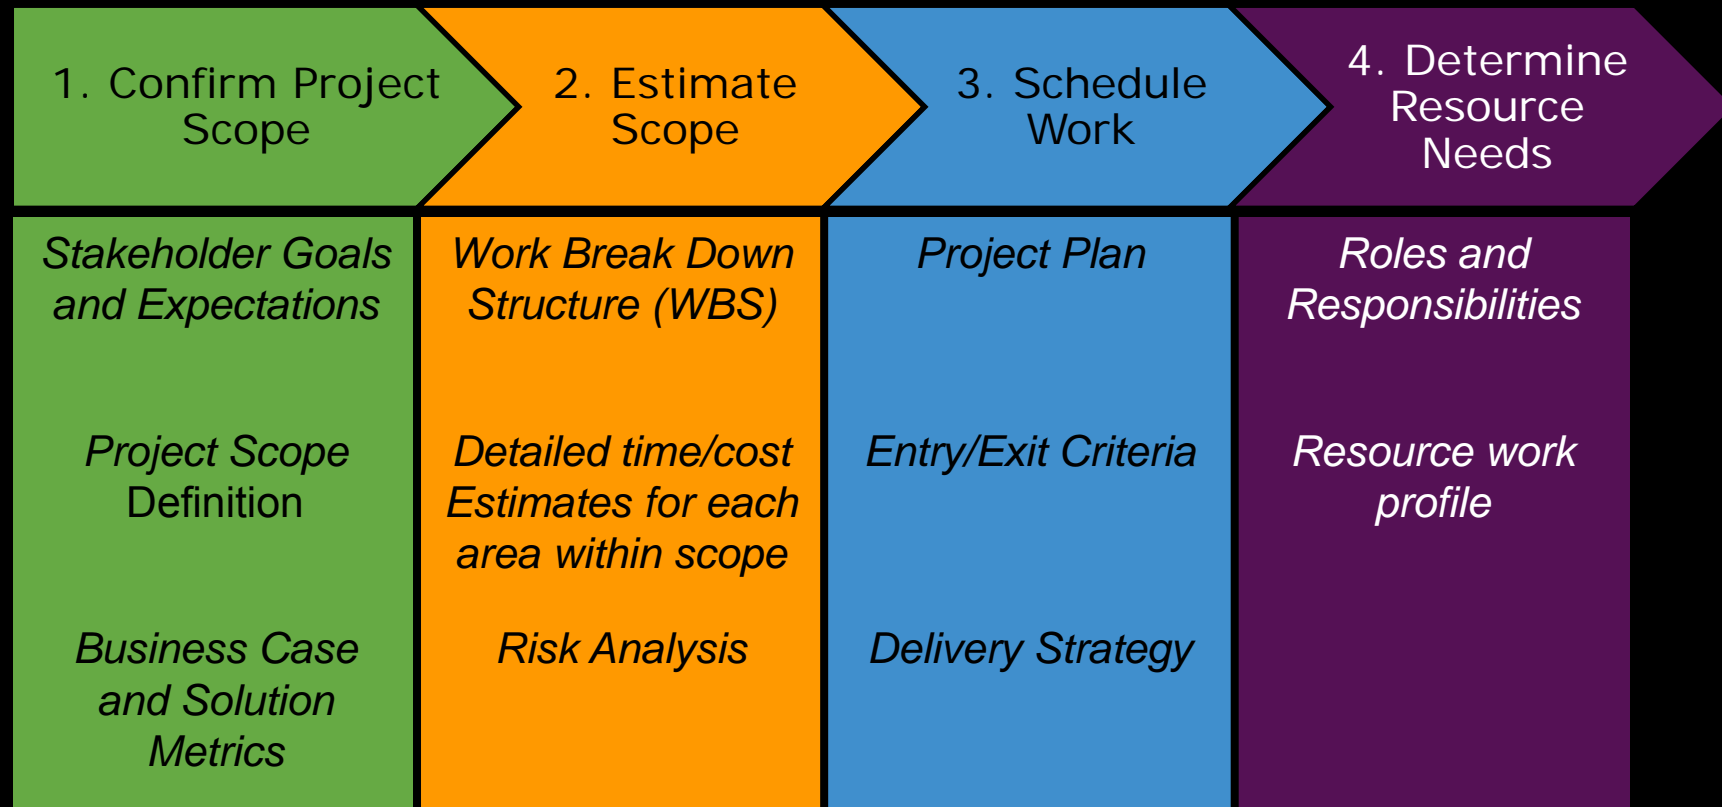 1. Confirm Project
Scope
2. Estimate
Scope
3. Schedule
Work
4. Determine
Resource
Needs
Stakeholder Goals
and Expectations
Project Scope
Definition
Business Case
and Solution
Metrics
Work Break Down
Structure (WBS)
Detailed time/cost
Estimates for each
area within scope
Risk Analysis
Project Plan
Entry/Exit Criteria
Delivery Strategy
Roles and
Responsibilities
Resource work
profile